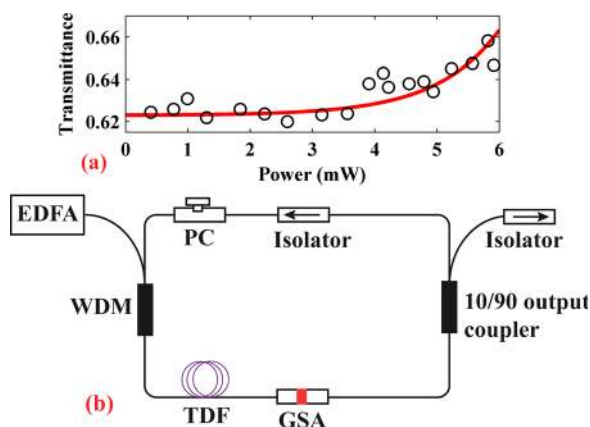 0.66
0.64
0.62
Transmittance
0 1 2 3 4 5 6
Power (mW)
(a)
EDFA
PC
Isolator
Isolator
WDM
10/90 output
coupler
TDF
GSA
(b)